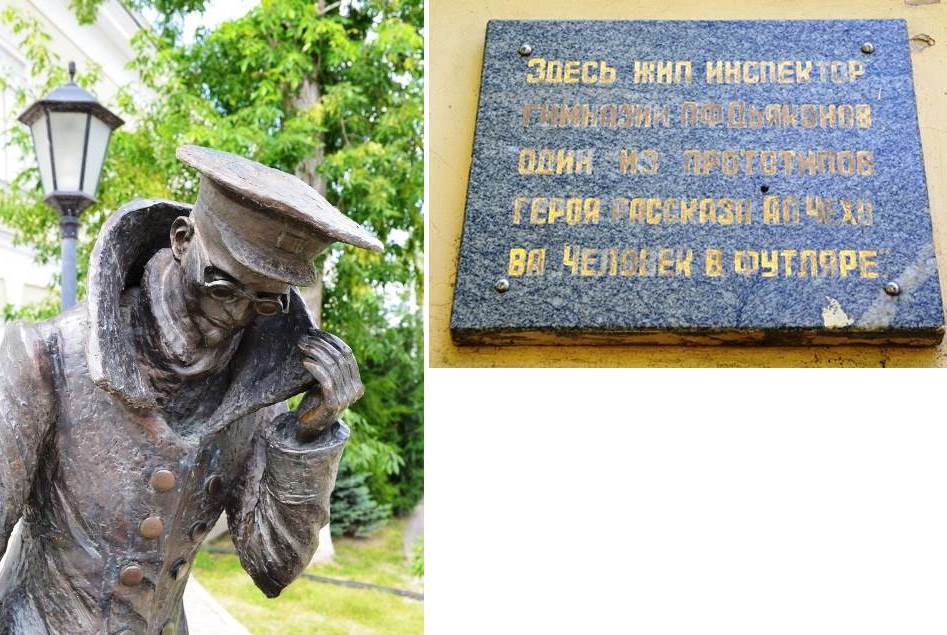 ЗДЕСЬ ЖИЛ ИНСПЕКТОР
ГИМНАЗИИ П.Ф.ДЬЯКОНОВ
ОДИН ИЗ ПРОТОТИПОВ
ГЕРОЯ РАССКАЗА А.П.ЧЕХО
ВА „ЧЕЛОВЕК В ФУТЛЯРЕ"